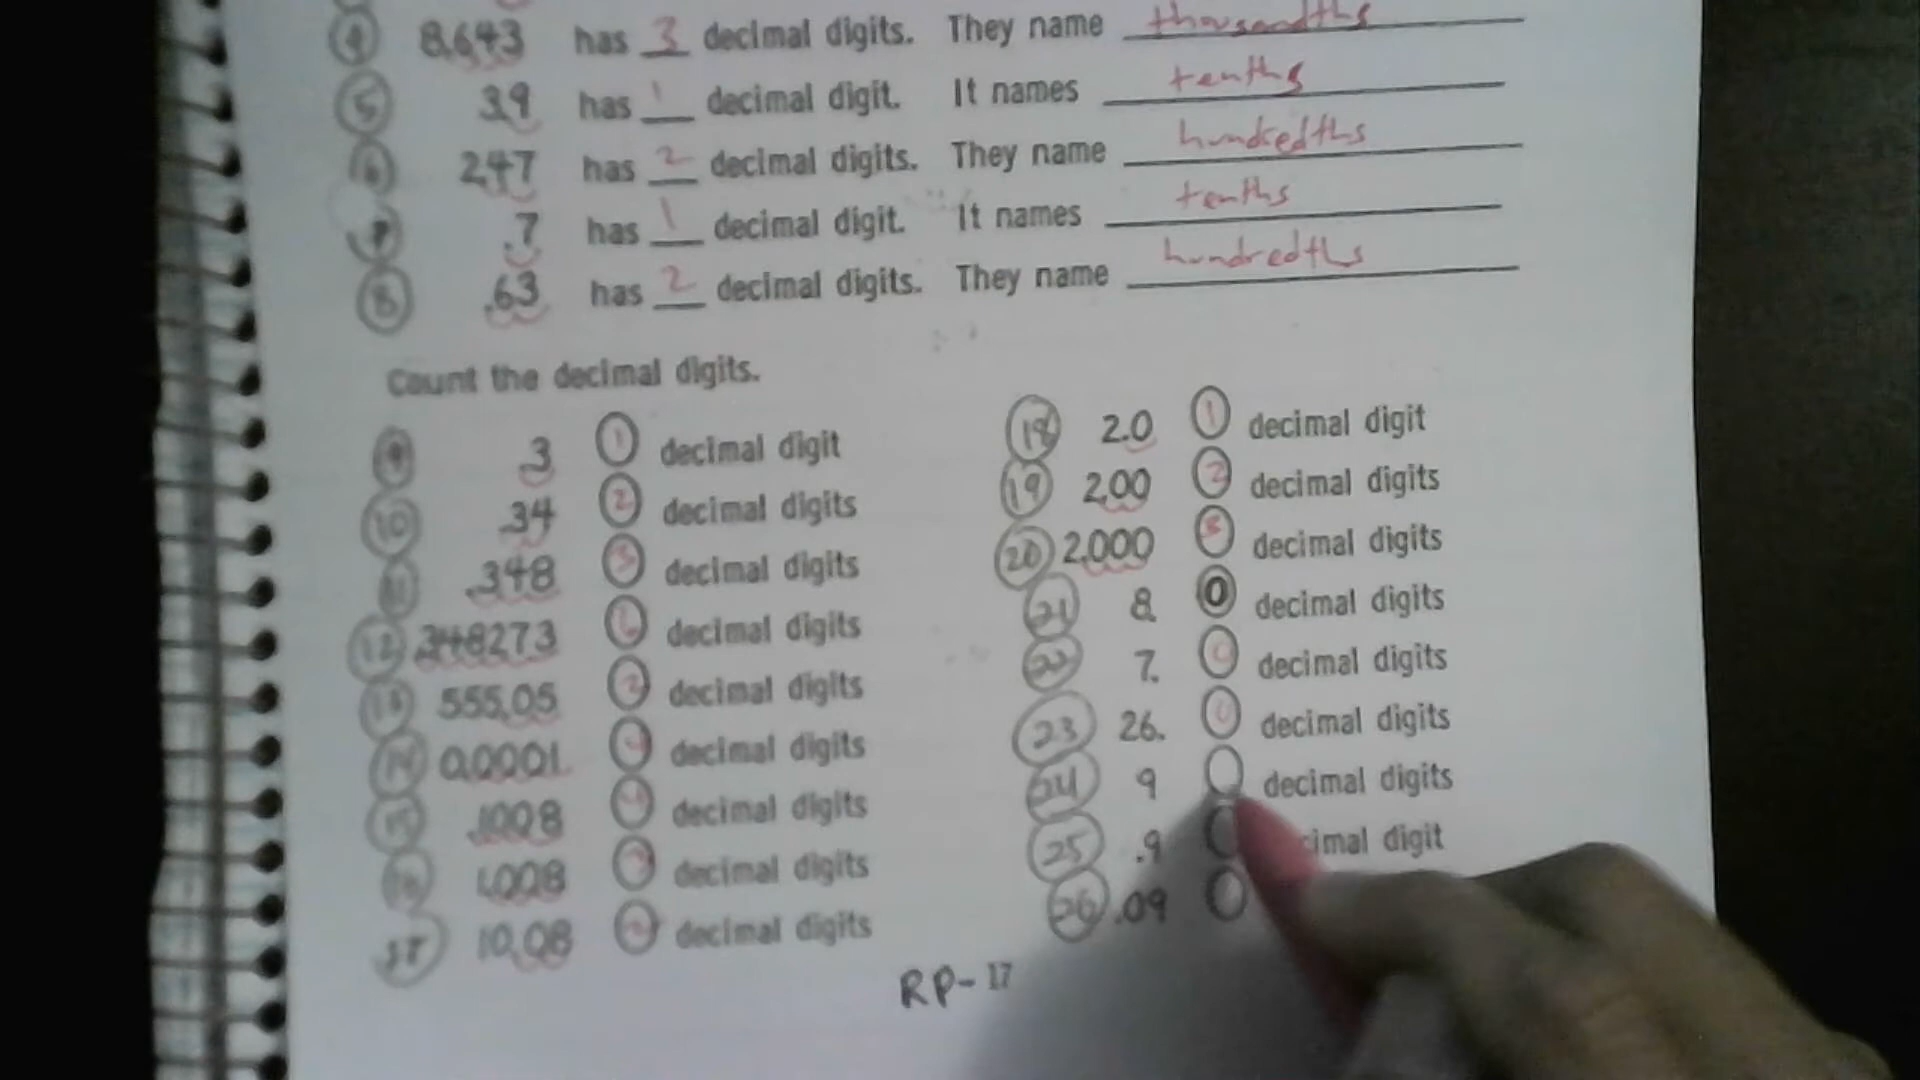 4 8.643 has 3 decimal digits. They name thousandths
5 3.9 has 1 decimal digit. It names tenths
6 2.47 has 2 decimal digits. They name hundredths
7 .7 has 1 decimal digit. It names tenths
8 .63 has 2 decimal digits. They name hundredths
Count the decimal digits.
9 .3 1 decimal digit
10 .34 2 decimal digits
11 .348 3 decimal digits
12 .348273 6 decimal digits
13 555.05 2 decimal digits
14 0.0001 4 decimal digits
15 .1008 4 decimal digits
16 1.008 3 decimal digits
17 10.08 2 decimal digits
18 2.0 1 decimal digit
19 2.00 2 decimal digits
20 2.000 3 decimal digits
21 8. 0 decimal digits
22 7. 0 decimal digits
23 26. 0 decimal digits
24 9 decimal digits
25 .9 imal digit
26 .09
RP-17